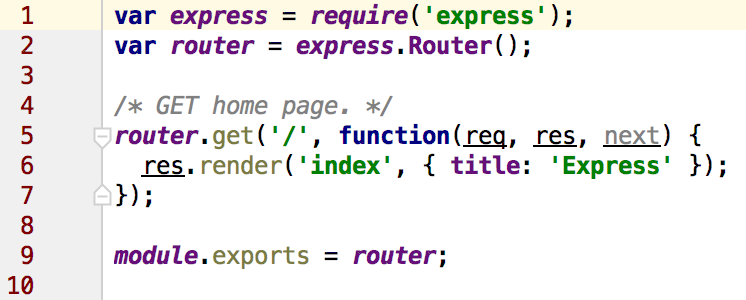 1 var express = require('express');
2 var router = express.Router();
3
4 /* GET home page. */
5 router.get('/', function(req, res, next) {
6   res.render('index', { title: 'Express' });
7 });
8
9 module.exports = router;
10